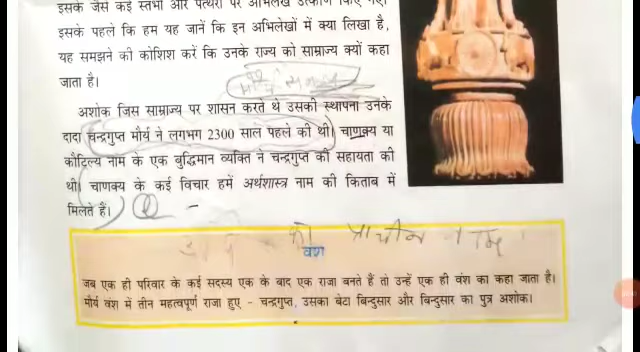 इसके जैसे कई स्तंभों और पत्थरों पर अभिलेख उत्कीर्ण किए गए।
इसके पहले कि हम यह जानें कि इन अभिलेखों में क्या लिखा है,
यह समझने की कोशिश करें कि उनके राज्य को साम्राज्य क्यों कहा
जाता है।
अशोक जिस साम्राज्य पर शासन करते थे उसकी स्थापना उनके
दादा चन्द्रगुप्त मौर्य ने लगभग 2300 साल पहले की थी। चाणक्य या
कौटिल्य नाम के एक बुद्धिमान व्यक्ति ने चन्द्रगुप्त की सहायता की
थी। चाणक्य के कई विचार हमें अर्थशास्त्र नाम की किताब में
मिलते हैं।
को प्राचीन
वंश
जब एक ही परिवार के कई सदस्य एक के बाद एक राजा बनते हैं तो उन्हें एक ही वंश का कहा जाता है।
मौर्य वंश में तीन महत्वपूर्ण राजा हुए - चन्द्रगुप्त, उसका बेटा बिन्दुसार और बिन्दुसार का पुत्र अशोक।